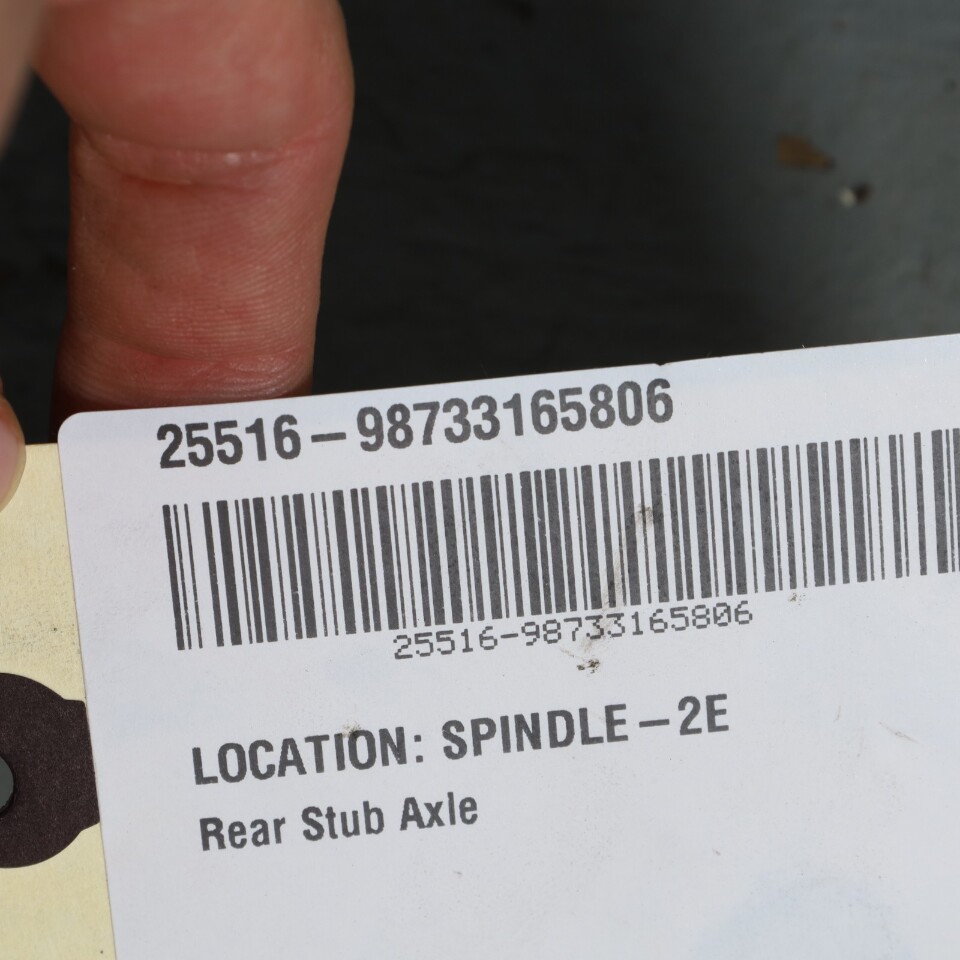 25516-98733165806
25516-98733165806
LOCATION: SPINDLE-2E
Rear Stub Axle